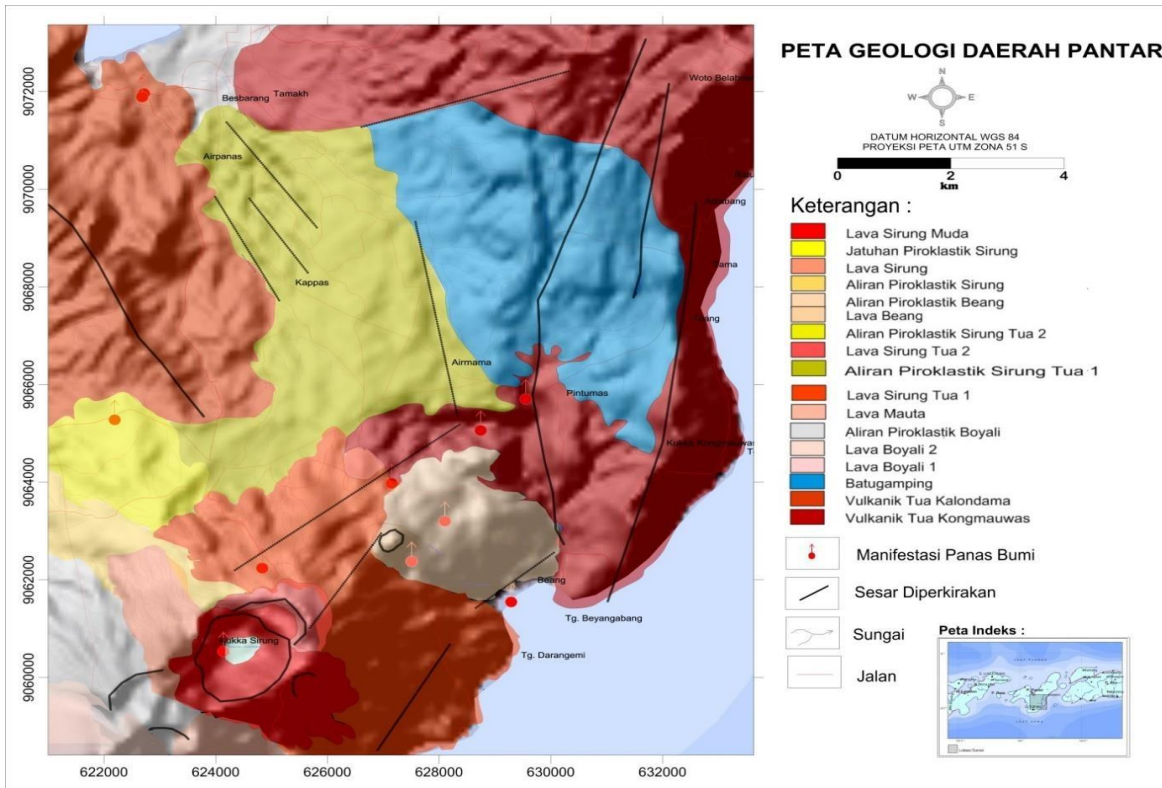 PETA GEOLOGI DAERAH PANTAR
N
W
E
S
DATUM HORIZONTAL WGS 84
PROYEKSI PETA UTM ZONA 51 S
0
2
4
km
Keterangan :
Lava Sirung Muda
Jatuhan Piroklastik Sirung
Lava Sirung
Aliran Piroklastik Sirung
Aliran Piroklastik Beang
Lava Beang
Aliran Piroklastik Sirung Tua 2
Lava Sirung Tua 2
Aliran Piroklastik Sirung Tua 1
Lava Sirung Tua 1
Lava Mauta
Aliran Piroklastik Boyali
Lava Boyali 2
Lava Boyali 1
Batugamping
Vulkanik Tua Kalondama
Vulkanik Tua Kongmauwas
Manifestasi Panas Bumi
Sesar Diperkirakan
Sungai
Jalan
Peta Indeks :
9072000
9070000
9068000
9066000
9064000
9062000
9060000
622000
624000
626000
628000
630000
632000
Woto
Tamakh
Besbarang
Airpanas
Kappas
Airmama
Pintumas
Kukka Kongmauwas
Beang
Tg. Beyangabang
Tg. Darangemi
Sirung